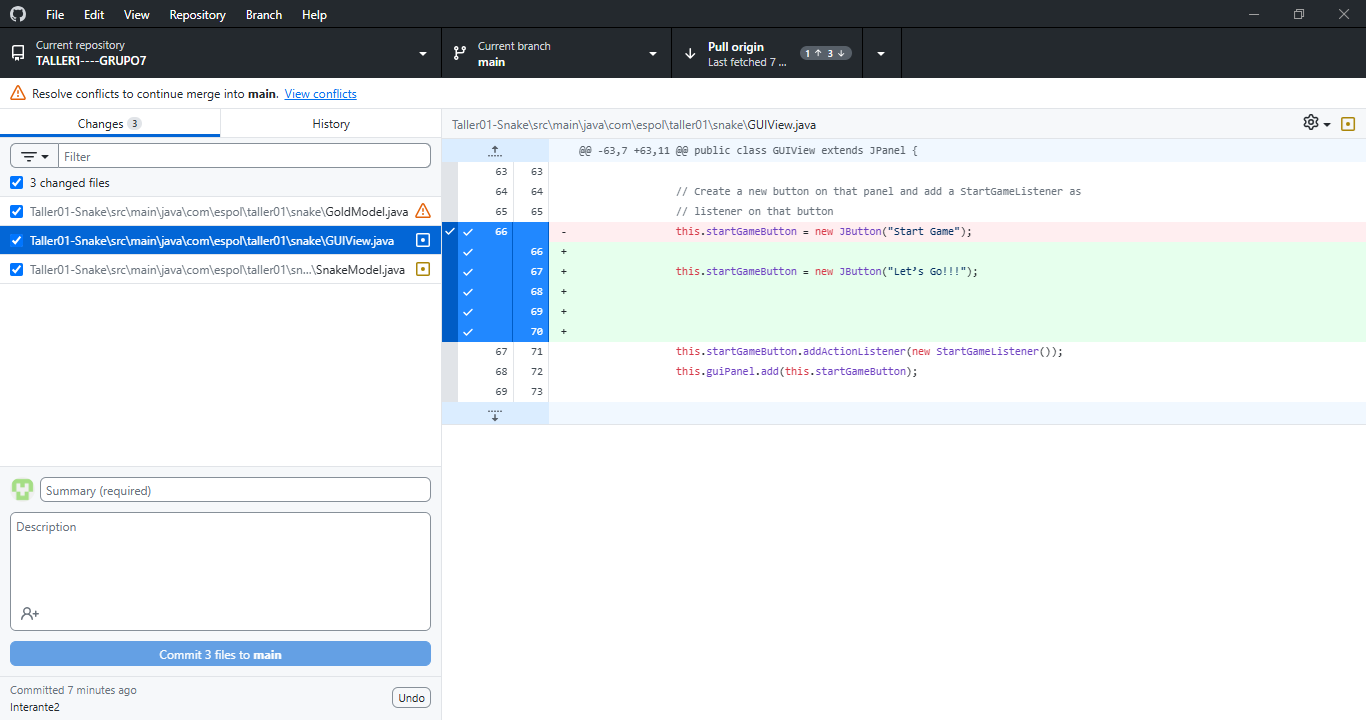 File Edit View Repository Branch Help
Current repository
TALLER1----GRUPO7
Current branch
main
Pull origin
Last fetched 7 ...
1 ↑ 3 ↓
Resolve conflicts to continue merge into main. View conflicts
Changes 3
History
Filter
3 changed files
Taller01-Snake\src\main\java\com\espol\taller01\snake\GoldModel.java
Taller01-Snake\src\main\java\com\espol\taller01\snake\GUIView.java
Taller01-Snake\src\main\java\com\espol\taller01\sn...\SnakeModel.java
Summary (required)
Description
Commit 3 files to main
Committed 7 minutes ago
Interante2
Undo
Taller01-Snake\src\main\java\com\espol\taller01\snake\GUIView.java
@@ -63,7 +63,11 @@ public class GUIView extends JPanel {
63 63
64 64 // Create a new button on that panel and add a StartGameListener as
65 65 // listener on that button
66 - this.startGameButton = new JButton("Start Game");
66 +
67 + this.startGameButton = new JButton("Let’s Go!!!");
68 +
69 +
70 +
67 71 this.startGameButton.addActionListener(new StartGameListener());
68 72 this.guiPanel.add(this.startGameButton);
69 73